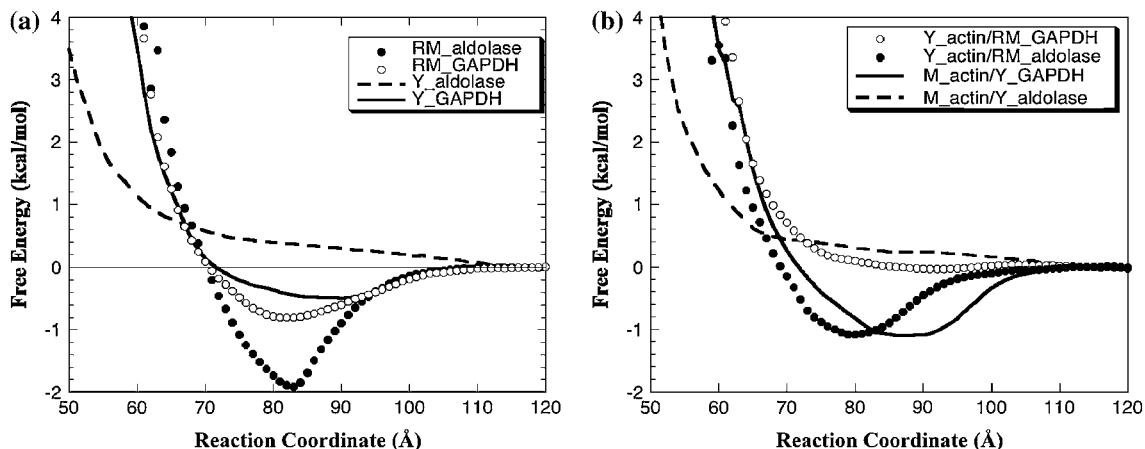 (a)
4
3
2
1
0
-1
-2
Free Energy (kcal/mol)
RM_aldolase
RM_GAPDH
Y_aldolase
Y_GAPDH
50 60 70 80 90 100 110 120
Reaction Coordinate (Å)
(b)
4
3
2
1
0
-1
-2
Free Energy (kcal/mol)
Y_actin/RM_GAPDH
Y_actin/RM_aldolase
M_actin/Y_GAPDH
M_actin/Y_aldolase
50 60 70 80 90 100 110 120
Reaction Coordinate (Å)